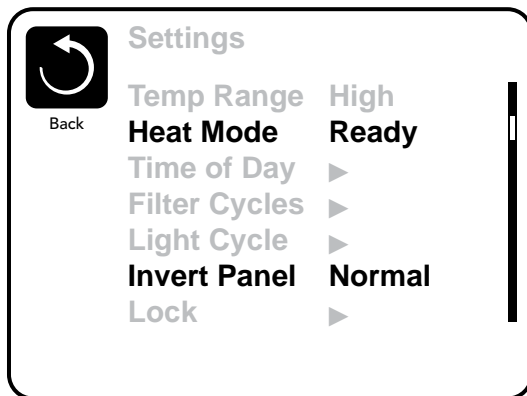 Settings
Back
Temp Range High
Heat Mode Ready
Time of Day ▶
Filter Cycles ▶
Light Cycle ▶
Invert Panel Normal
Lock ▶